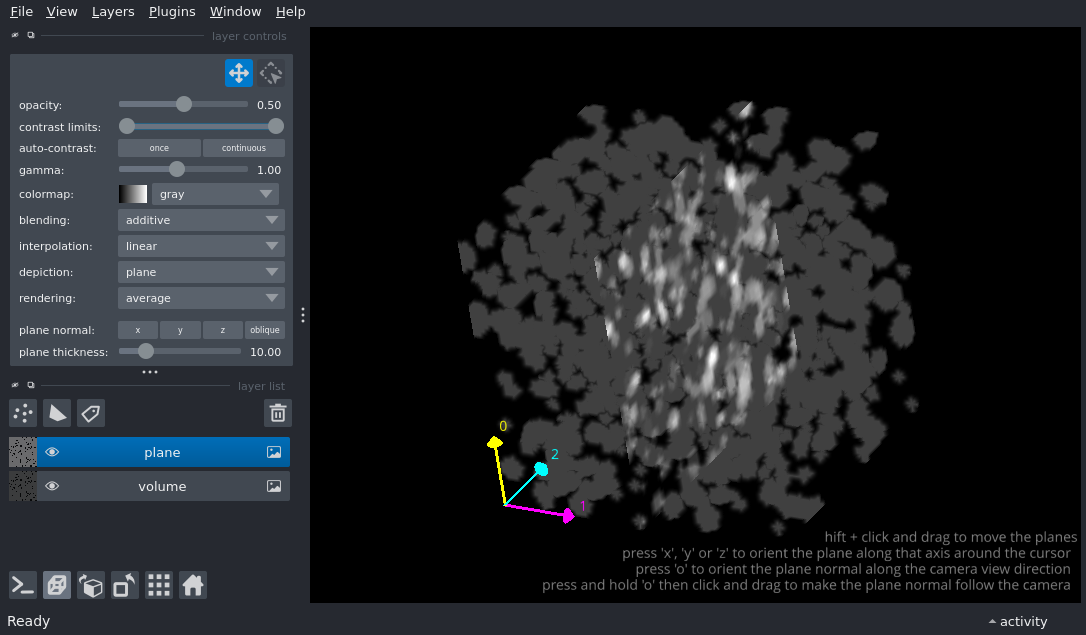 File View Layers Plugins Window Help
layer controls
opacity: 0.50
contrast limits:
auto-contrast: once continuous
gamma: 1.00
colormap: gray
blending: additive
interpolation: linear
depiction: plane
rendering: average
plane normal: x y z oblique
plane thickness: 10.00
layer list
plane
volume
0
2
1
hift + click and drag to move the planes
press 'x', 'y' or 'z' to orient the plane along that axis around the cursor
press 'o' to orient the plane normal along the camera view direction
press and hold 'o' then click and drag to make the plane normal follow the camera
Ready
activity